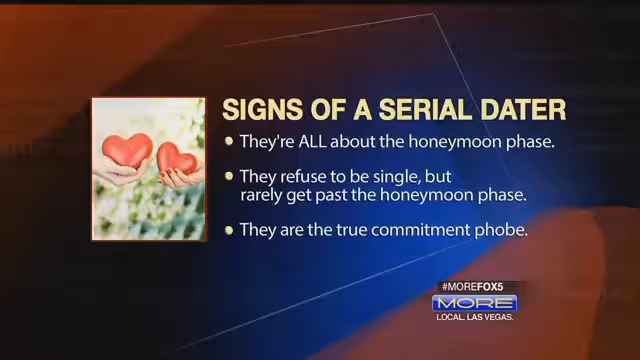 SIGNS OF A SERIAL DATER
They're ALL about the honeymoon phase.
They refuse to be single, but
rarely get past the honeymoon phase.
They are the true commitment phobe.
#MOREFOX5
MORE
LOCAL. LAS VEGAS.